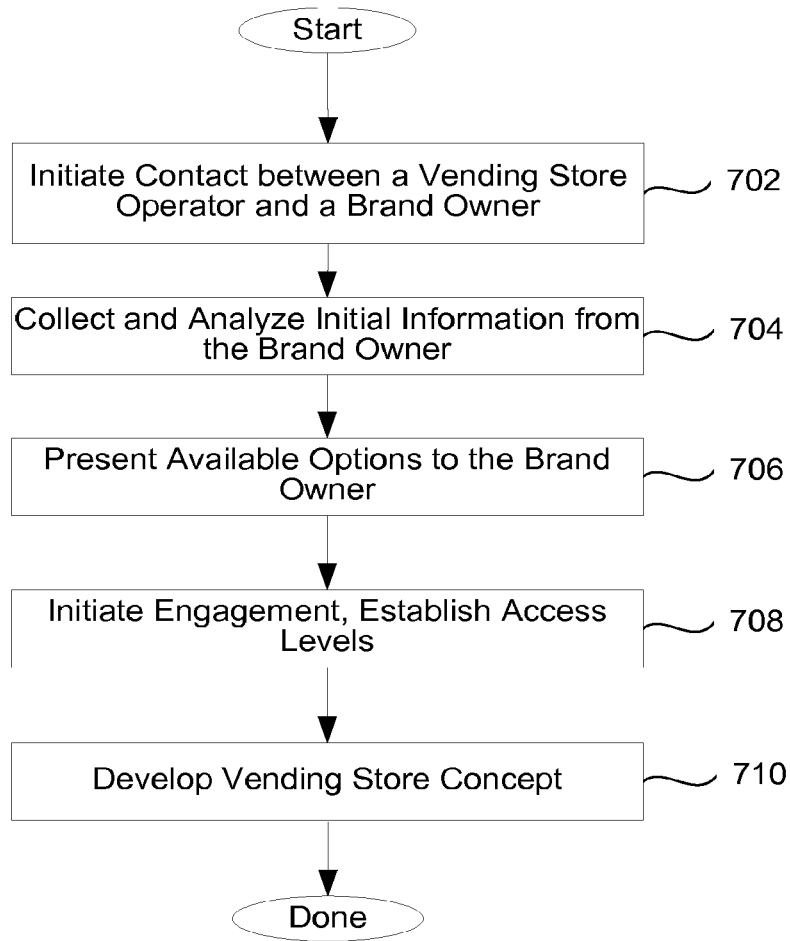 Start
Initiate Contact between a Vending Store
Operator and a Brand Owner
702
Collect and Analyze Initial Information from
the Brand Owner
704
Present Available Options to the Brand
Owner
706
Initiate Engagement, Establish Access
Levels
708
Develop Vending Store Concept
710
Done